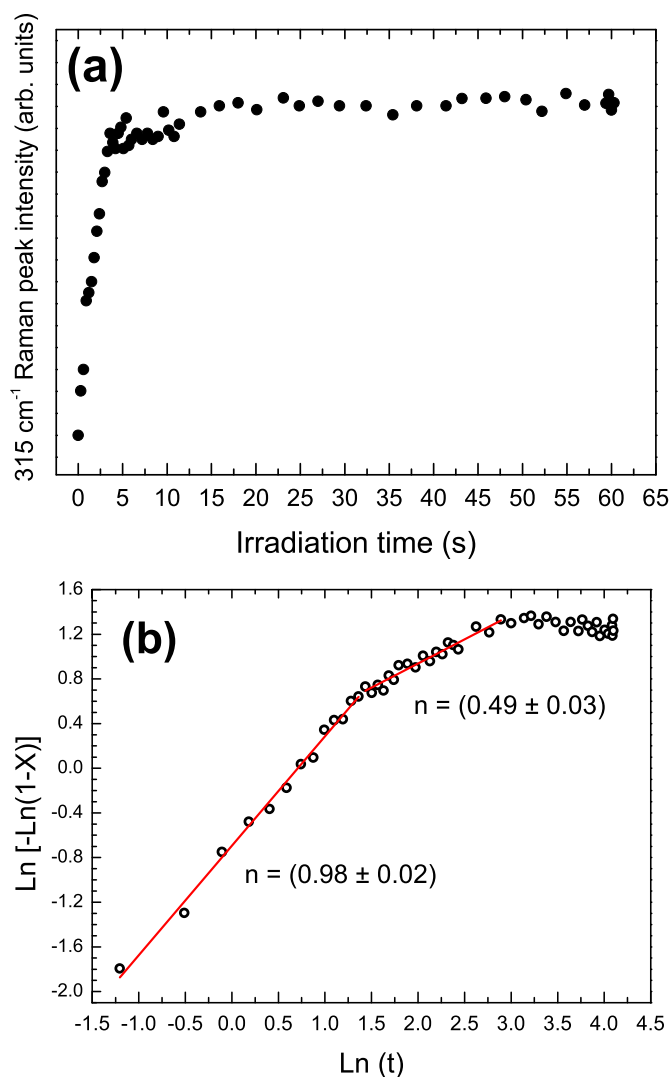 (a)
315 cm⁻¹ Raman peak intensity (arb. units)
0 5 10 15 20 25 30 35 40 45 50 55 60 65
Irradiation time (s)
(b)
1.6
1.2
0.8
0.4
0.0
-0.4
-0.8
-1.2
-1.6
-2.0
Ln [-Ln(1-X)]
n = (0.49 ± 0.03)
n = (0.98 ± 0.02)
-1.5 -1.0 -0.5 0.0 0.5 1.0 1.5 2.0 2.5 3.0 3.5 4.0 4.5
Ln (t)